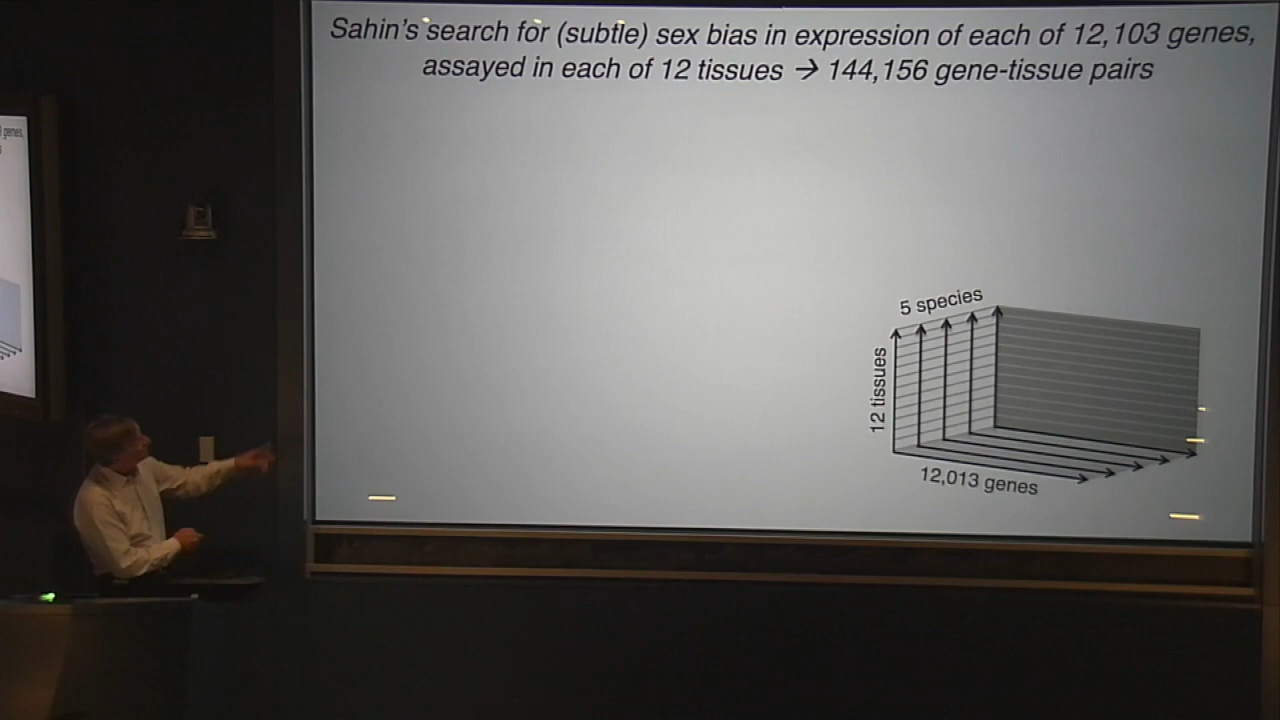 Sahin's search for (subtle) sex bias in expression of each of 12,103 genes,
assayed in each of 12 tissues → 144,156 gene-tissue pairs
5 species
12 tissues
12,013 genes
genes,